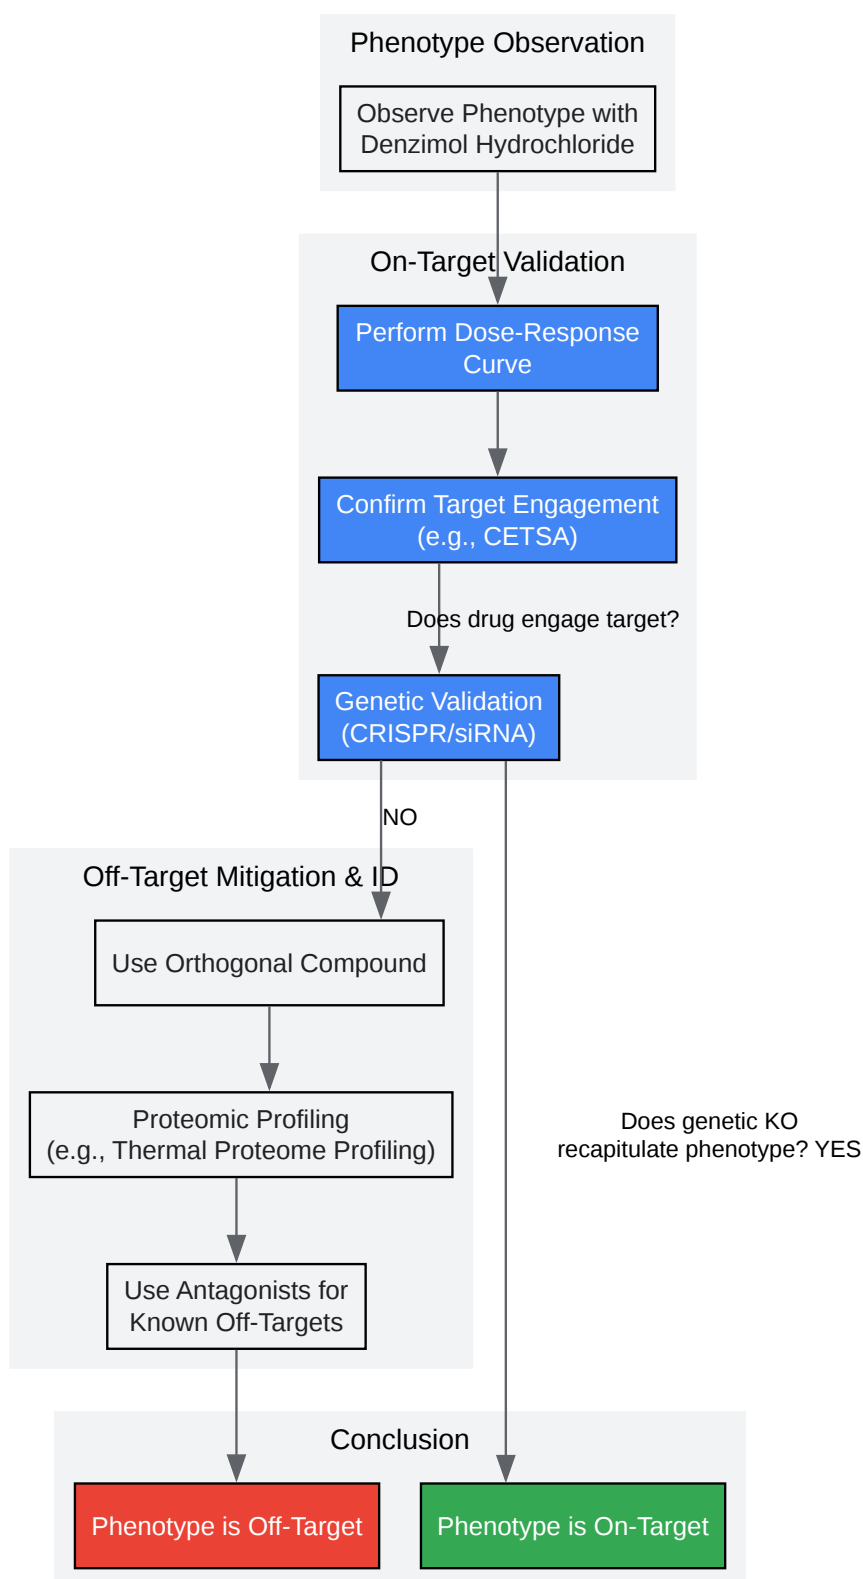 Phenotype Observation
Observe Phenotype with
Denzimol Hydrochloride
On-Target Validation
Perform Dose-Response
Curve
Confirm Target Engagement
(e.g., CETSA)
Does drug engage target?
Genetic Validation
(CRISPR/siRNA)
NO
Off-Target Mitigation & ID
Use Orthogonal Compound
Proteomic Profiling
(e.g., Thermal Proteome Profiling)
Does genetic KO
recapitulate phenotype? YES
Use Antagonists for
Known Off-Targets
Conclusion
Phenotype is Off-Target
Phenotype is On-Target